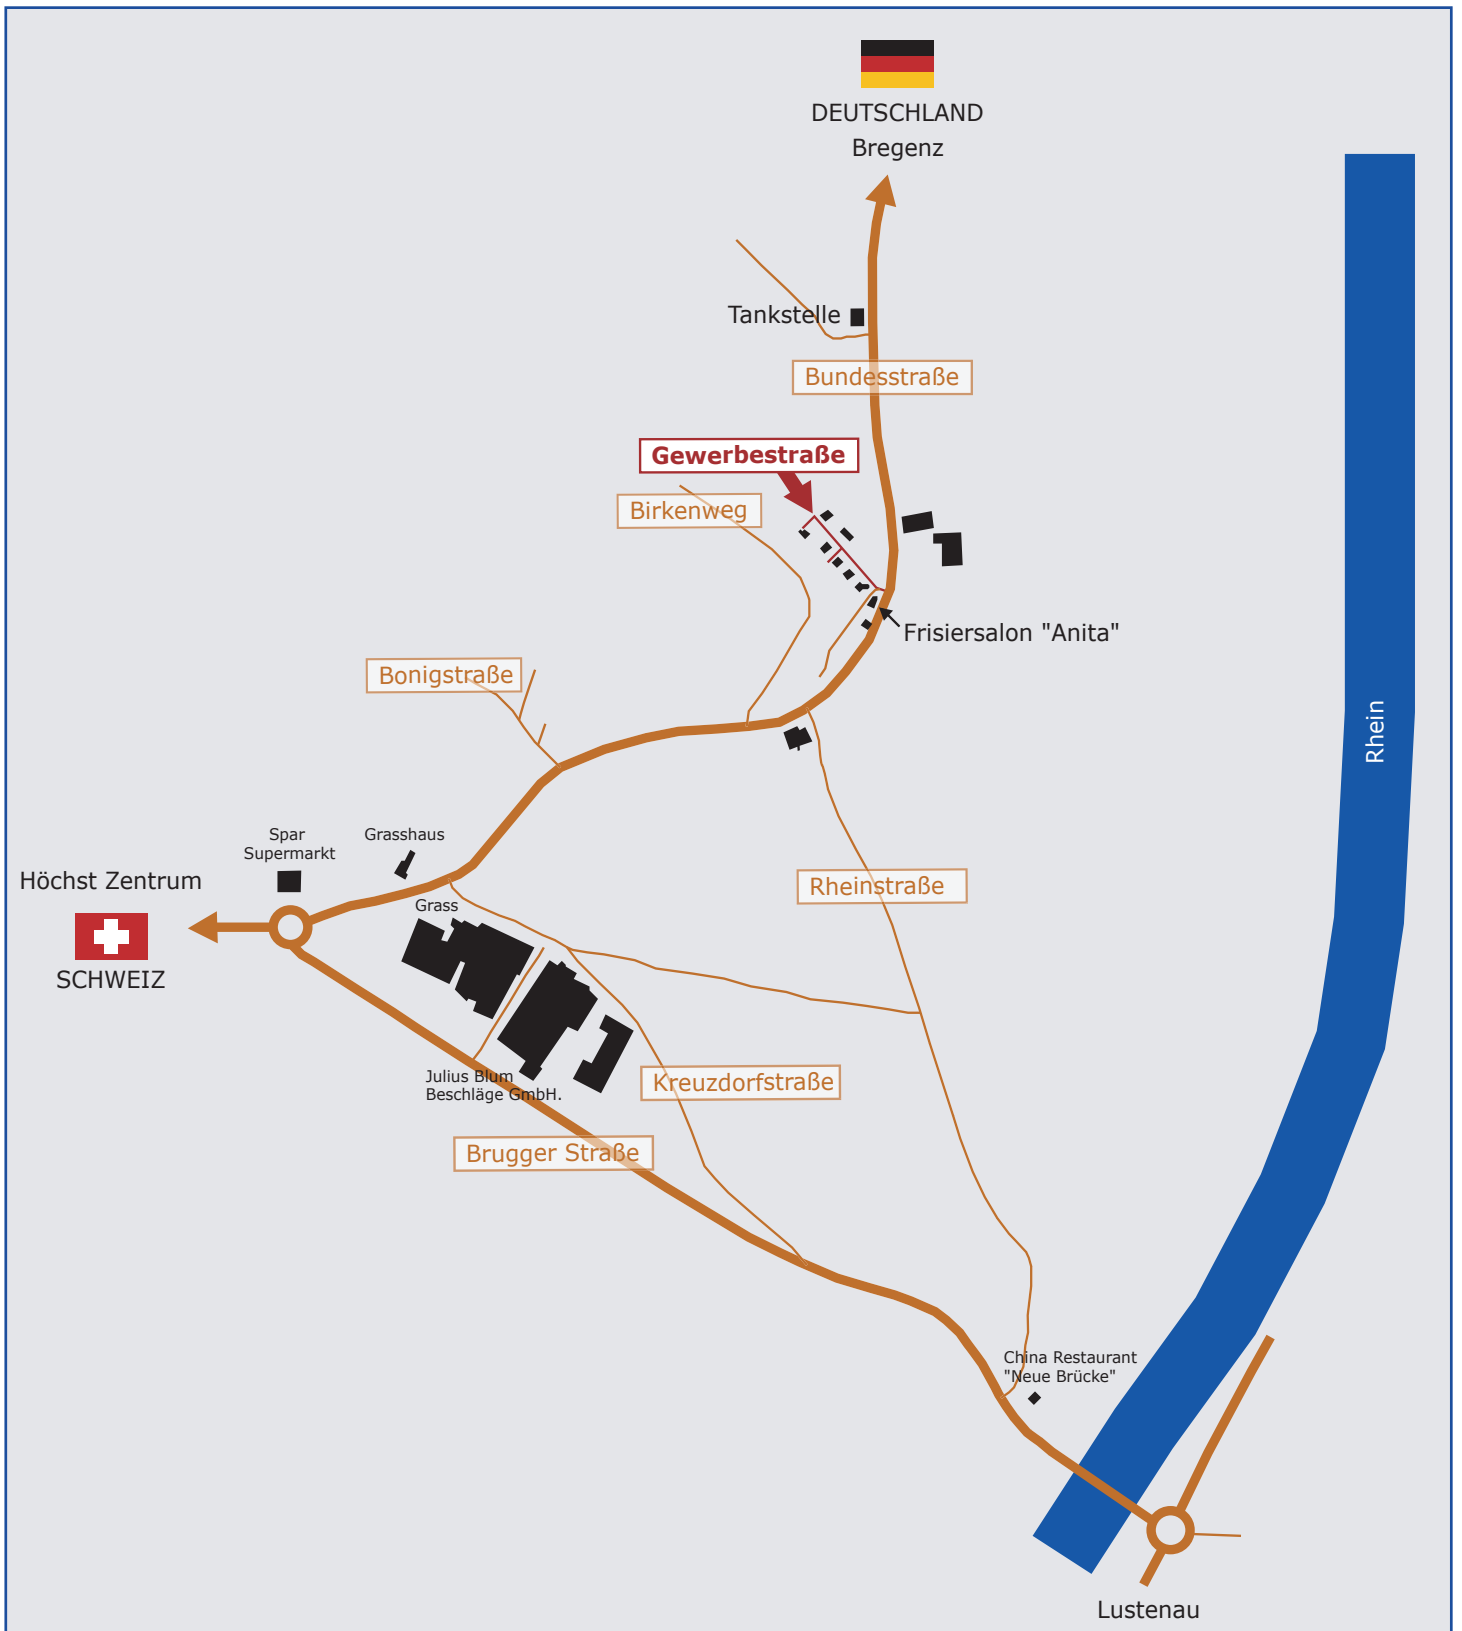 DEUTSCHLAND
Bregenz
Tankstelle
Bundesstraße
Gewerbestraße
Birkenweg
Frisiersalon "Anita"
Bonigstraße
Rhein
Spar
Supermarkt
Grasshaus
Höchst Zentrum
SCHWEIZ
Grass
Rheinstraße
Julius Blum
Beschläge GmbH.
Kreuzdorfstraße
Brugger Straße
China Restaurant
"Neue Brücke"
Lustenau